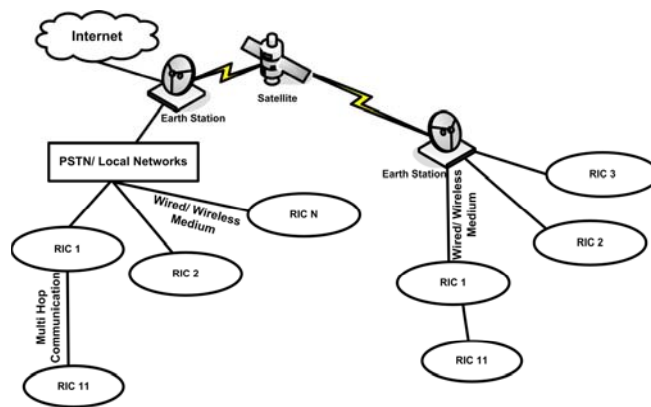 Internet
Satellite
Earth Station
PSTN/ Local Networks
Earth Station
RIC 3
Wired/ Wireless
Medium
RIC N
Wired/ Wireless
Medium
RIC 1
RIC 2
RIC 2
RIC 1
Multi Hop
Communication
RIC 11
RIC 11